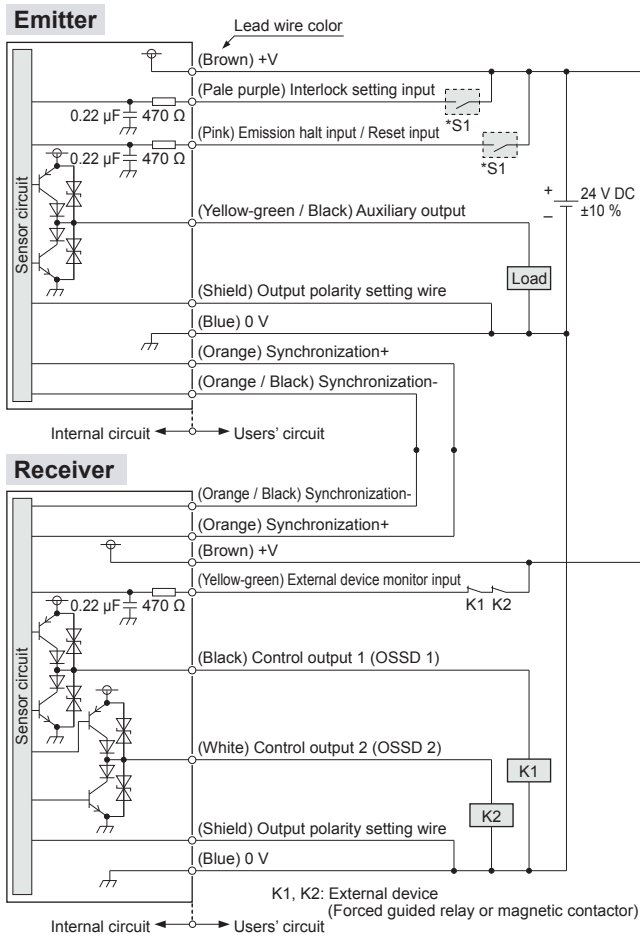 Emitter
Lead wire color
(Brown) +V
(Pale purple) Interlock setting input
0.22 µF 470 Ω
*S1
(Pink) Emission halt input / Reset input
0.22 µF 470 Ω
*S1
Sensor circuit
(Yellow-green / Black) Auxiliary output
+
–
24 V DC
±10 %
Load
(Shield) Output polarity setting wire
(Blue) 0 V
(Orange) Synchronization+
(Orange / Black) Synchronization-
Internal circuit Users' circuit
Receiver
(Orange / Black) Synchronization-
(Orange) Synchronization+
(Brown) +V
(Yellow-green) External device monitor input
0.22 µF 470 Ω
K1 K2
Sensor circuit
(Black) Control output 1 (OSSD 1)
(White) Control output 2 (OSSD 2)
K1
K2
(Shield) Output polarity setting wire
(Blue) 0 V
K1, K2: External device
(Forced guided relay or magnetic contactor)
Internal circuit Users' circuit